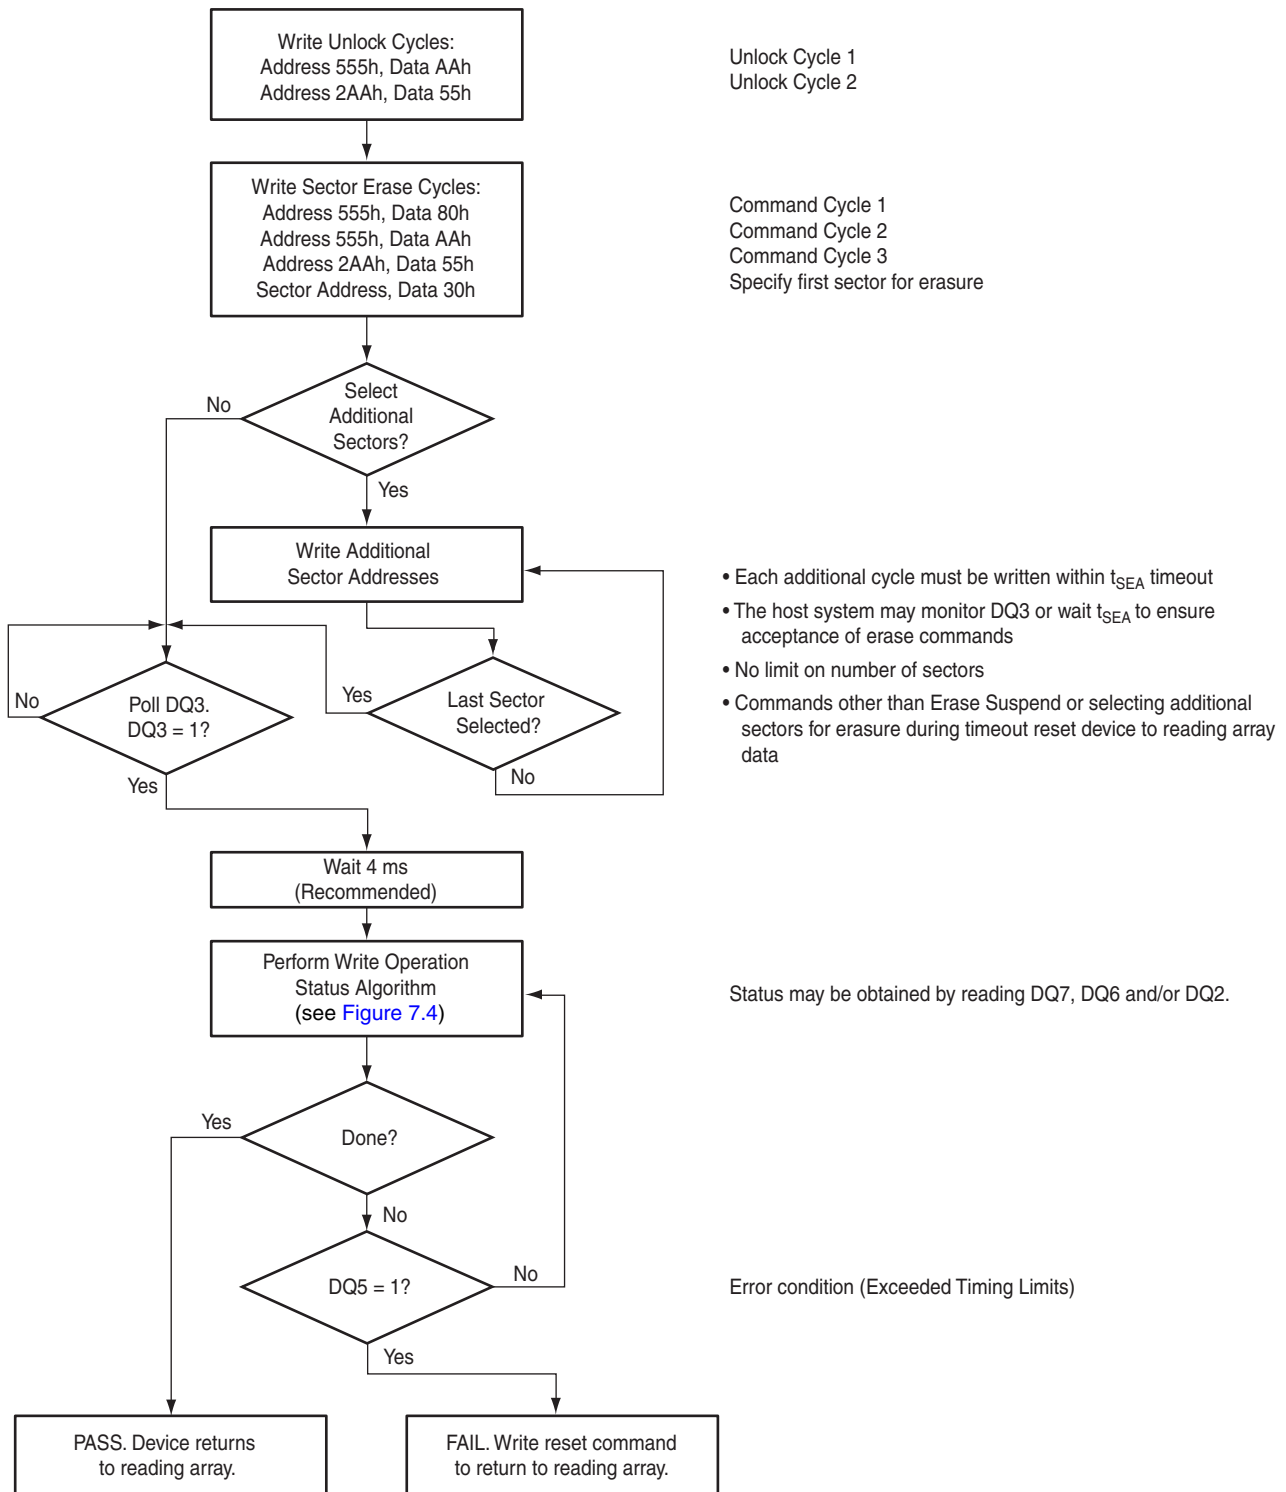 Write Unlock Cycles:
Address 555h, Data AAh
Address 2AAh, Data 55h
Unlock Cycle 1
Unlock Cycle 2
Write Sector Erase Cycles:
Address 555h, Data 80h
Address 555h, Data AAh
Address 2AAh, Data 55h
Sector Address, Data 30h
Command Cycle 1
Command Cycle 2
Command Cycle 3
Specify first sector for erasure
Select
Additional
Sectors?
No
Yes
Write Additional
Sector Addresses
• Each additional cycle must be written within tSEA timeout
• The host system may monitor DQ3 or wait tSEA to ensure
acceptance of erase commands
• No limit on number of sectors
• Commands other than Erase Suspend or selecting additional
sectors for erasure during timeout reset device to reading array
data
No
Poll DQ3.
DQ3 = 1?
Yes
Yes
Last Sector
Selected?
No
Wait 4 ms
(Recommended)
Perform Write Operation
Status Algorithm
(see Figure 7.4)
Status may be obtained by reading DQ7, DQ6 and/or DQ2.
Yes
Done?
No
DQ5 = 1?
No
Error condition (Exceeded Timing Limits)
Yes
PASS. Device returns
to reading array.
FAIL. Write reset command
to return to reading array.